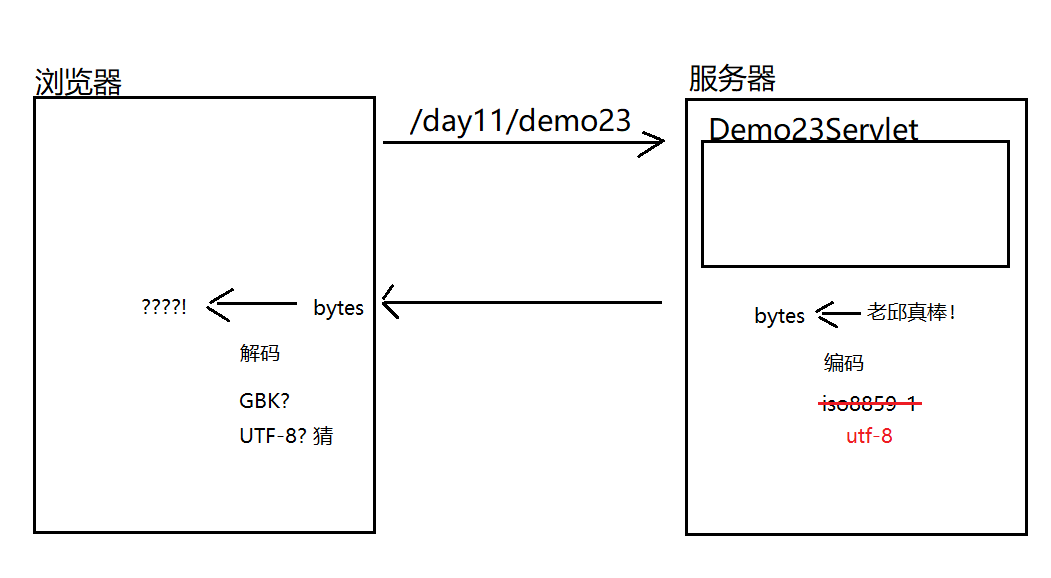 浏览器
服务器
/day11/demo23
Demo23Servlet
????!
bytes
bytes
老邱真棒！
解码
编码
GBK?
iso8859-1
UTF-8? 猜
utf-8